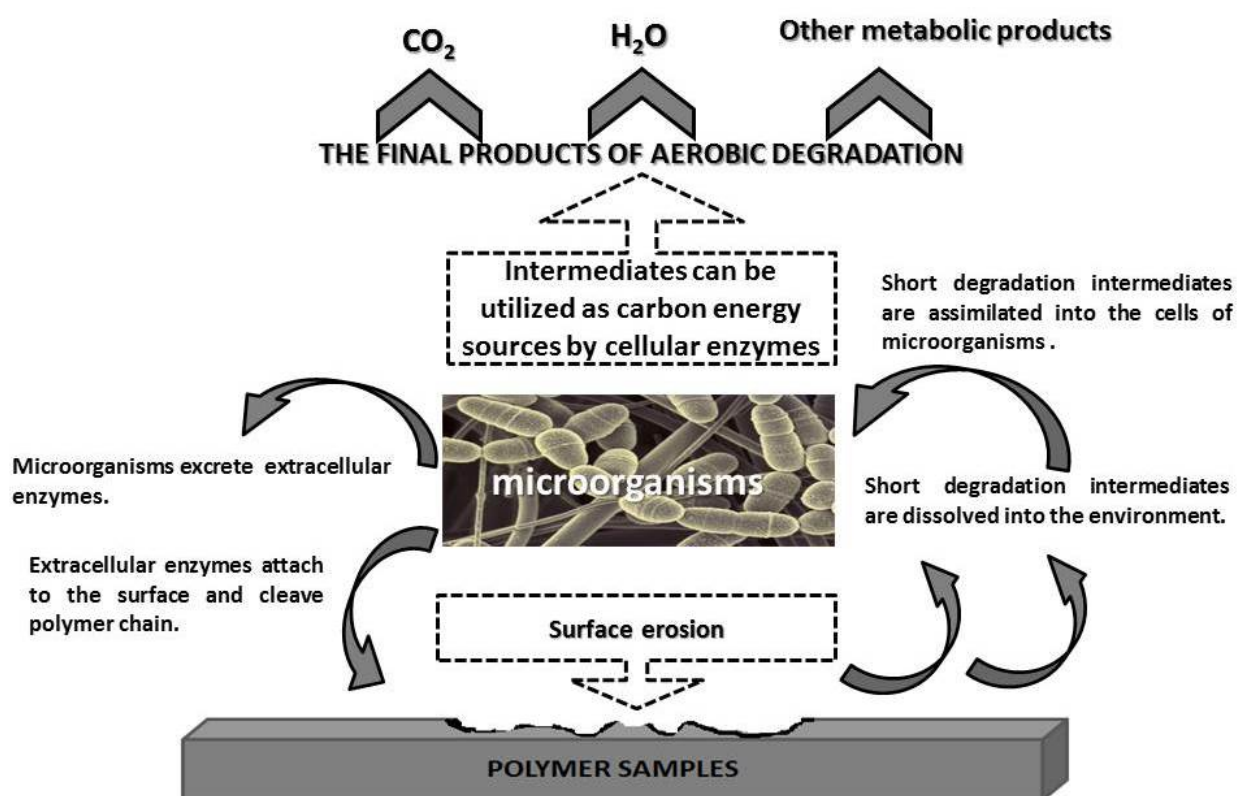 CO₂
H₂O
Other metabolic products
THE FINAL PRODUCTS OF AEROBIC DEGRADATION
Intermediates can be
utilized as carbon energy
sources by cellular enzymes
Short degradation intermediates
are assimilated into the cells of
microorganisms .
Microorganisms excrete extracellular
enzymes.
microorganisms
Short degradation intermediates
are dissolved into the environment.
Extracellular enzymes attach
to the surface and cleave
polymer chain.
Surface erosion
POLYMER SAMPLES